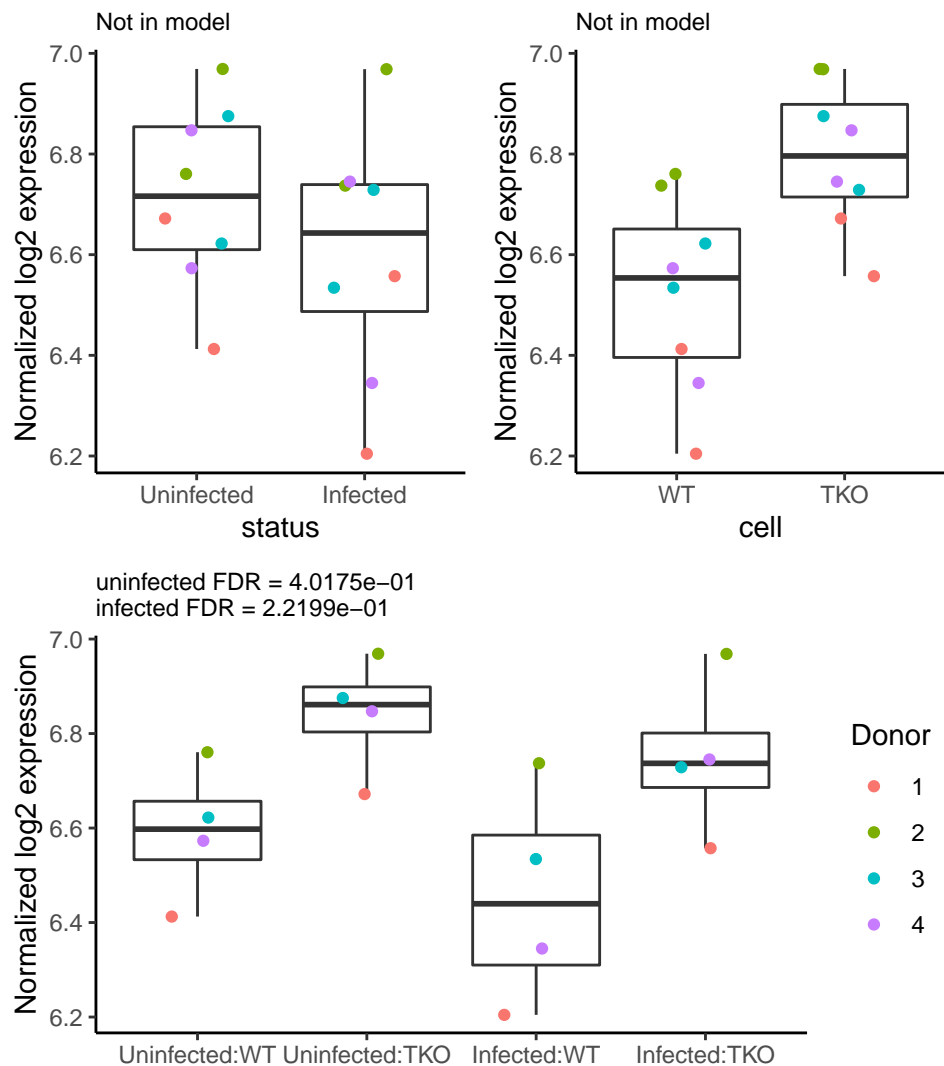 Not in model
Normalized log2 expression
7.0
6.8
6.6
6.4
6.2
Uninfected Infected
status
Not in model
Normalized log2 expression
7.0
6.8
6.6
6.4
6.2
WT TKO
cell
uninfected FDR = 4.0175e−01
infected FDR = 2.2199e−01
Normalized log2 expression
7.0
6.8
6.6
6.4
6.2
Uninfected:WT Uninfected:TKO Infected:WT Infected:TKO
Donor
1
2
3
4